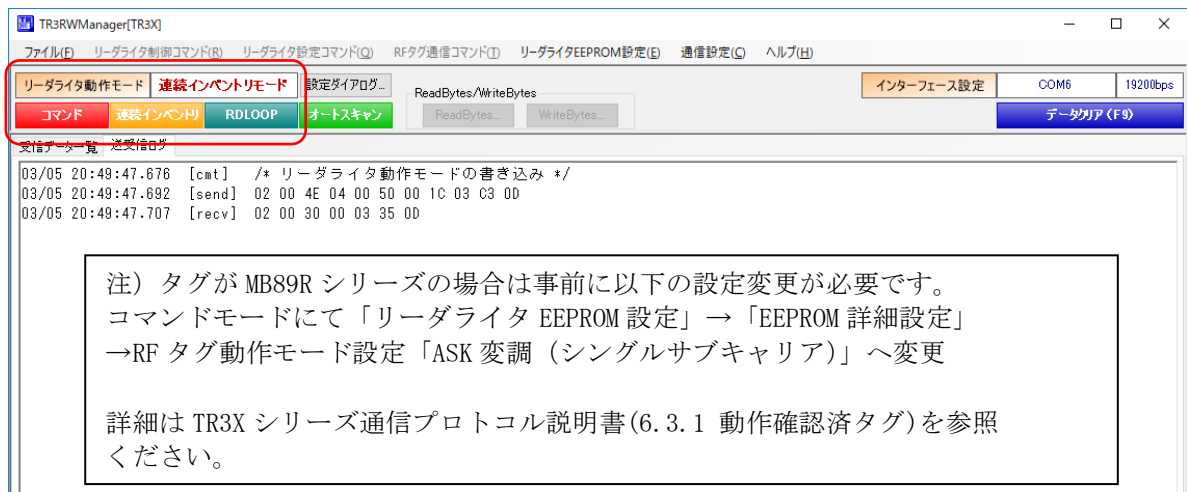 TR3RWManager[TR3X]
ファイル(F) リーダライタ制御コマンド(R) リーダライタ設定コマンド(Q) RFタグ通信コマンド(T) リーダライタEEPROM設定(E) 通信設定(C) ヘルプ(H)
リーダライタ動作モード 連続インベントリモード 設定ダイアログ... ReadBytes/WriteBytes インターフェース設定 COM6 19200bps
コマンド 連続インベントリ RDLOOP オートスキャン ReadBytes... WriteBytes... データクリア(F9)
受信データ一覧 送受信ログ
03/05 20:49:47.676 [cmt] /* リーダライタ動作モードの書き込み */
03/05 20:49:47.692 [send] 02 00 4E 04 00 50 00 1C 03 C3 0D
03/05 20:49:47.707 [recv] 02 00 30 00 03 35 0D
注）タグが MB89R シリーズの場合は事前に以下の設定変更が必要です。
コマンドモードにて「リーダライタ EEPROM 設定」→「EEPROM 詳細設定」
→RF タグ動作モード設定「ASK 変調（シングルサブキャリア）」へ変更
詳細は TR3X シリーズ通信プロトコル説明書(6.3.1 動作確認済タグ)を参照
ください。